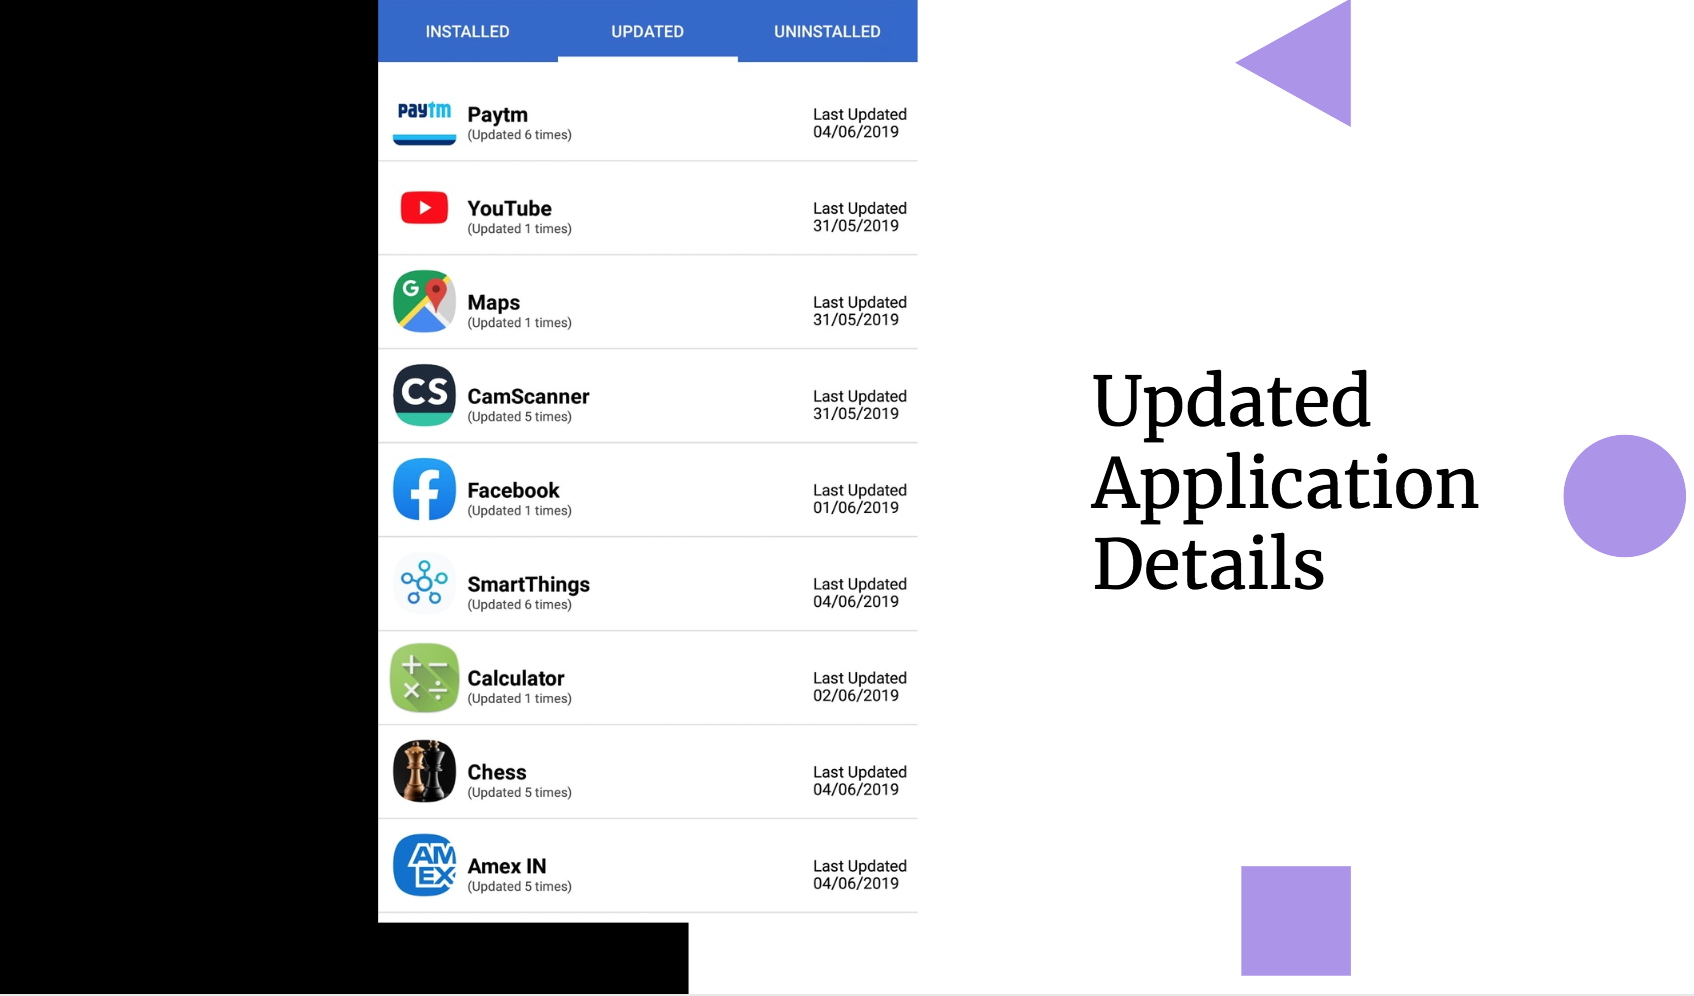 INSTALLED UPDATED UNINSTALLED
paytm
Paytm
(Updated 6 times)
Last Updated
04/06/2019
YouTube
(Updated 1 times)
Last Updated
31/05/2019
G
Maps
(Updated 1 times)
Last Updated
31/05/2019
CS
CamScanner
(Updated 5 times)
Last Updated
31/05/2019
f
Facebook
(Updated 1 times)
Last Updated
01/06/2019
SmartThings
(Updated 6 times)
Last Updated
04/06/2019
+ −
× ÷
Calculator
(Updated 1 times)
Last Updated
02/06/2019
Chess
(Updated 5 times)
Last Updated
04/06/2019
AM
EX
Amex IN
(Updated 5 times)
Last Updated
04/06/2019
Updated
Application
Details